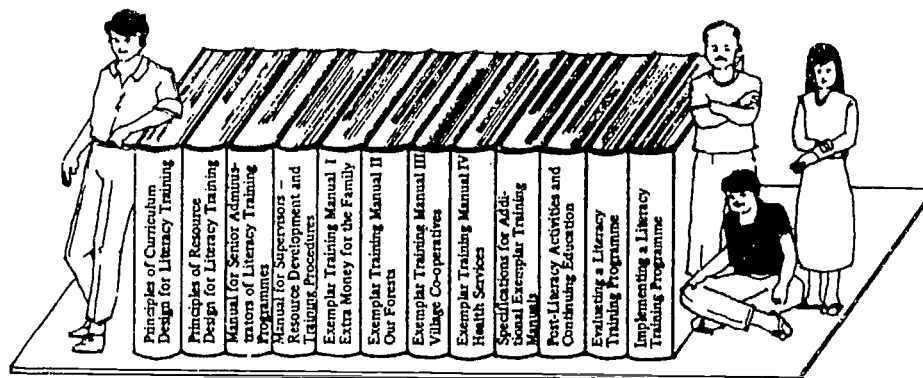 Principles of Curriculum
Design for Literacy Training
Principles of Resource
Design for Literacy Training
Manual for Senior Adminis-
trators of Literacy Training
Programmes
Manual for Supervisors –
Resource Development and
Training Procedures
Exemplar Training Manual I
Extra Money for the Family
Exemplar Training Manual II
Our Forests
Exemplar Training Manual III
Village Co-operatives
Exemplar Training Manual IV
Health Services
Specifications for Addi-
tional Exemplar Training
Manuals
Post-Literacy Activities and
Continuing Education
Evaluating a Literacy
Training Programme
Implementing a Literacy
Training Programme